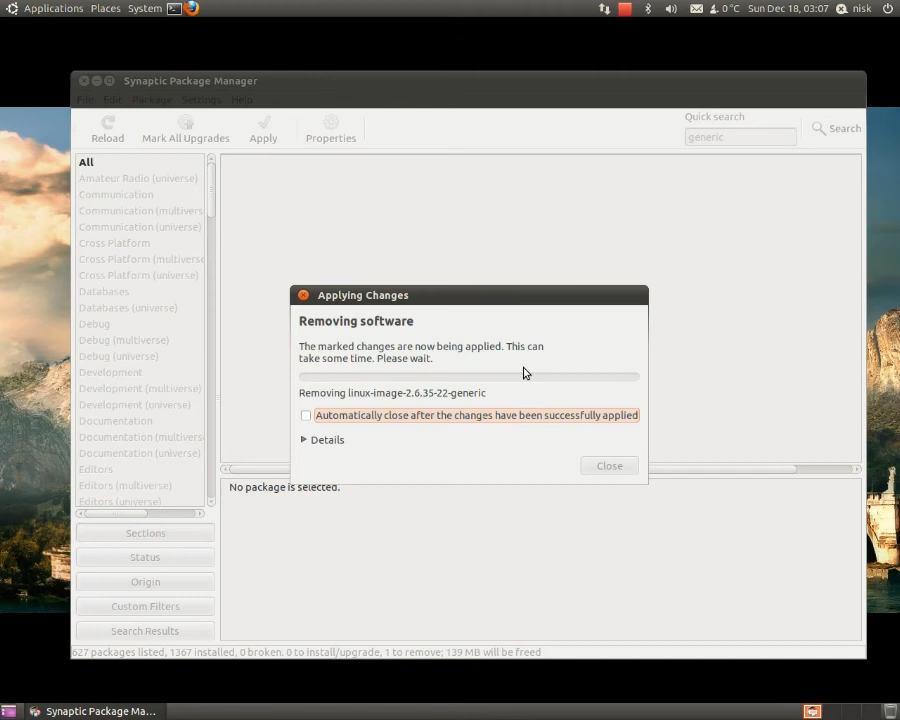 Applications Places System 0 °C Sun Dec 18, 03:07 nisk
Synaptic Package Manager
File Edit Package Settings Help
Reload Mark All Upgrades Apply Properties
Quick search
generic
Search
All
Amateur Radio (universe)
Communication
Communication (multivers
Communication (universe)
Cross Platform
Cross Platform (multiverse
Cross Platform (universe)
Databases
Databases (universe)
Debug
Debug (multiverse)
Debug (universe)
Development
Development (multiverse)
Development (universe)
Documentation
Documentation (multivers
Documentation (universe)
Editors
Editors (multiverse)
Editors (universe)
Sections
Status
Origin
Custom Filters
Search Results
Applying Changes
Removing software
The marked changes are now being applied. This can
take some time. Please wait.
Removing linux-image-2.6.35-22-generic
Automatically close after the changes have been successfully applied
Details
Close
No package is selected.
627 packages listed, 1367 installed, 0 broken. 0 to install/upgrade, 1 to remove; 139 MB will be freed
Synaptic Package Ma...